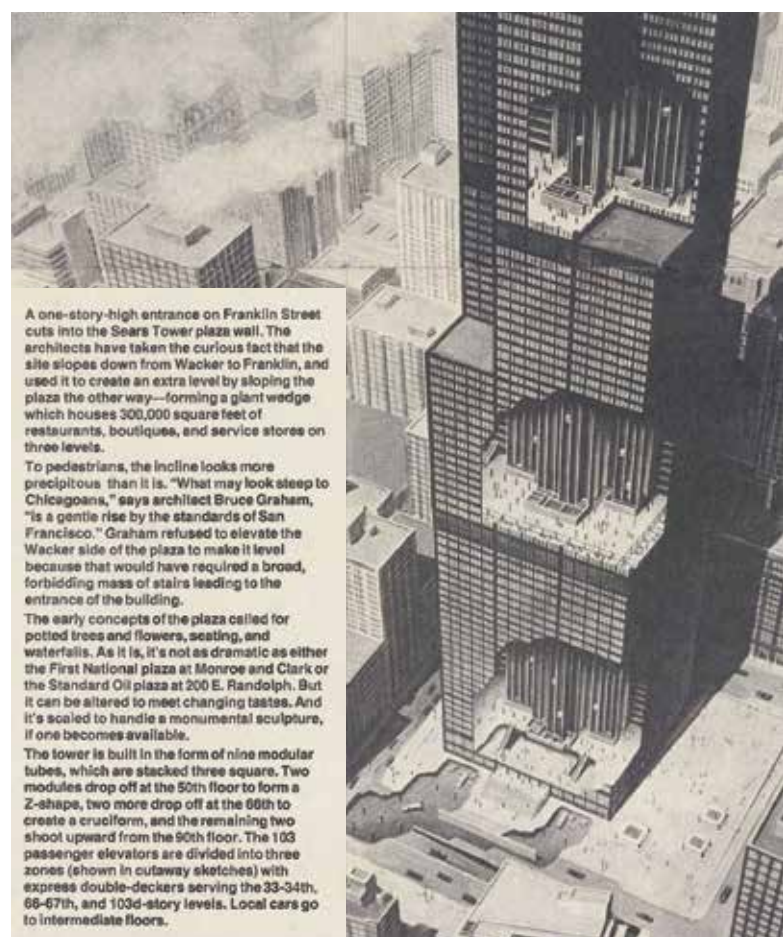 A one-story-high entrance on Franklin Street
cuts into the Sears Tower plaza wall. The
architects have taken the curious fact that the
site slopes down from Wacker to Franklin, and
used it to create an extra level by sloping the
plaza the other way—forming a giant wedge
which houses 300,000 square feet of
restaurants, boutiques, and service stores on
three levels.
To pedestrians, the incline looks more
precipitous than it is. “What may look steep to
Chicagoans,” says architect Bruce Graham,
“is a gentle rise by the standards of San
Francisco.” Graham refused to elevate the
Wacker side of the plaza to make it level
because that would have required a broad,
forbidding mass of stairs leading to the
entrance of the building.
The early concepts of the plaza called for
potted trees and flowers, seating, and
waterfalls. As it is, it's not as dramatic as either
the First National plaza at Monroe and Clark or
the Standard Oil plaza at 200 E. Randolph. But
it can be altered to meet changing tastes. And
it's scaled to handle a monumental sculpture,
if one becomes available.
The tower is built in the form of nine modular
tubes, which are stacked three square. Two
modules drop off at the 50th floor to form a
Z-shape, two more drop off at the 66th to
create a cruciform, and the remaining two
shoot upward from the 90th floor. The 103
passenger elevators are divided into three
zones (shown in cutaway sketches) with
express double-deckers serving the 33-34th,
66-67th, and 103d-story levels. Local cars go
to intermediate floors.